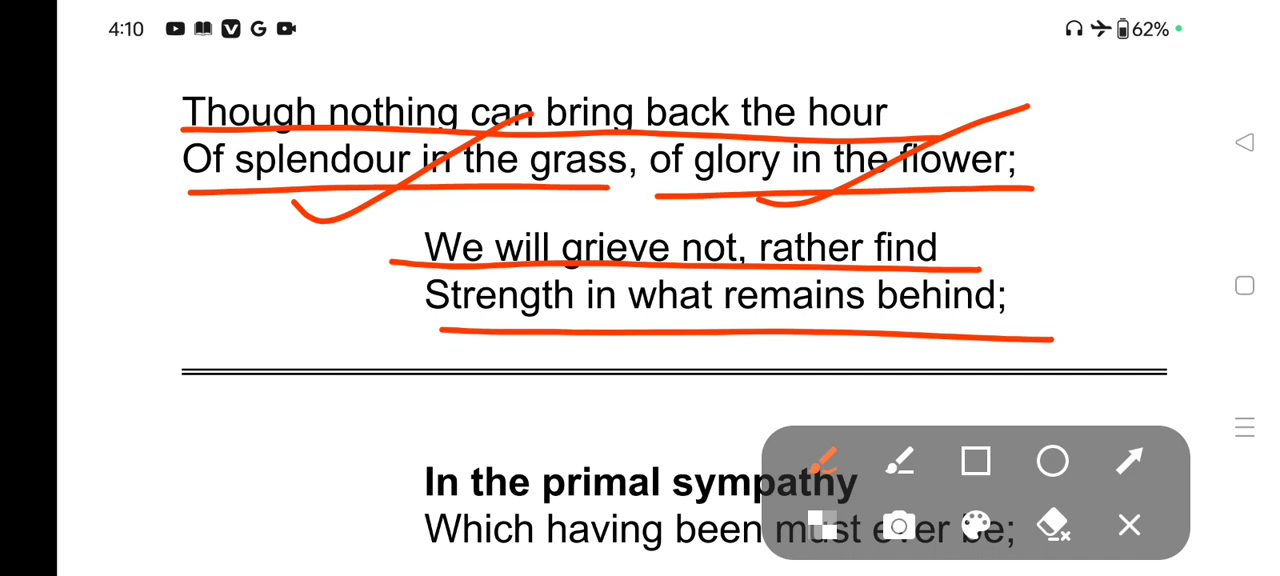 4:10
62%
Though nothing can bring back the hour
Of splendour in the grass, of glory in the flower;
We will grieve not, rather find
Strength in what remains behind;
In the primal sympathy
Which having been must ever be;